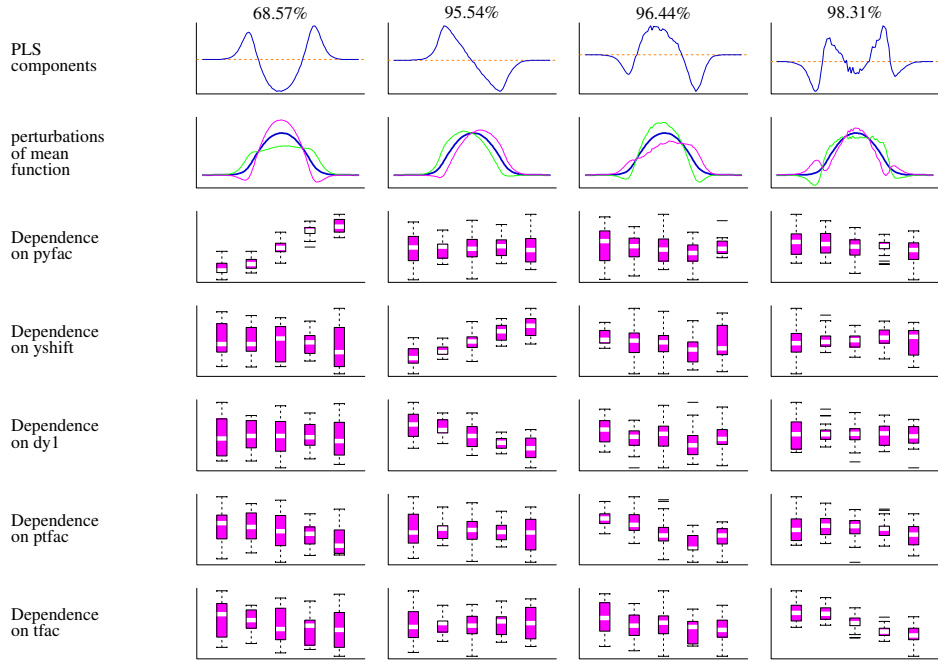 68.57% 95.54% 96.44% 98.31%
PLS
components
perturbations
of mean
function
Dependence
on pyfac
Dependence
on yshift
Dependence
on dy1
Dependence
on ptfac
Dependence
on tfac